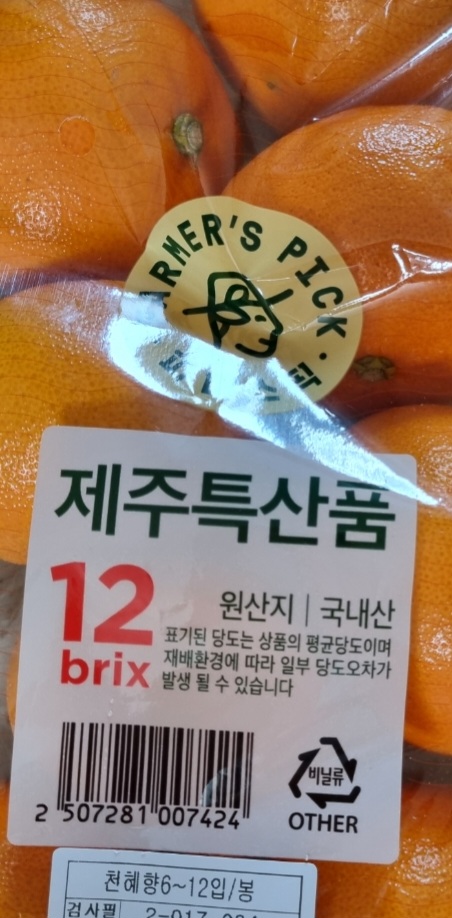 FARMER'S PICK
제주특산품
12
brix
원산지 | 국내산
표기된 당도는 상품의 평균당도이며
재배환경에 따라 일부 당도오차가
발생 될 수 있습니다
비닐류
OTHER
2 507281 007424
천혜향6~12입/봉
검사필